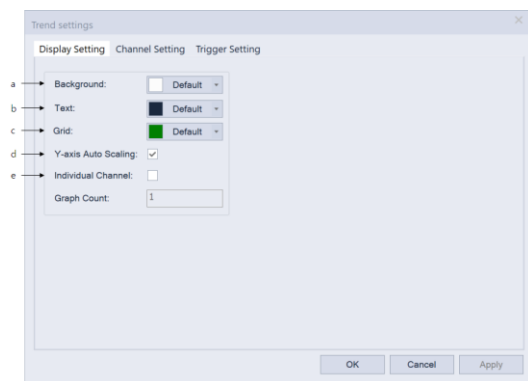 Trend settings
Display Setting Channel Setting Trigger Setting
a Background: Default
b Text: Default
c Grid: Default
d Y-axis Auto Scaling:
e Individual Channel:
Graph Count: 1
OK Cancel Apply